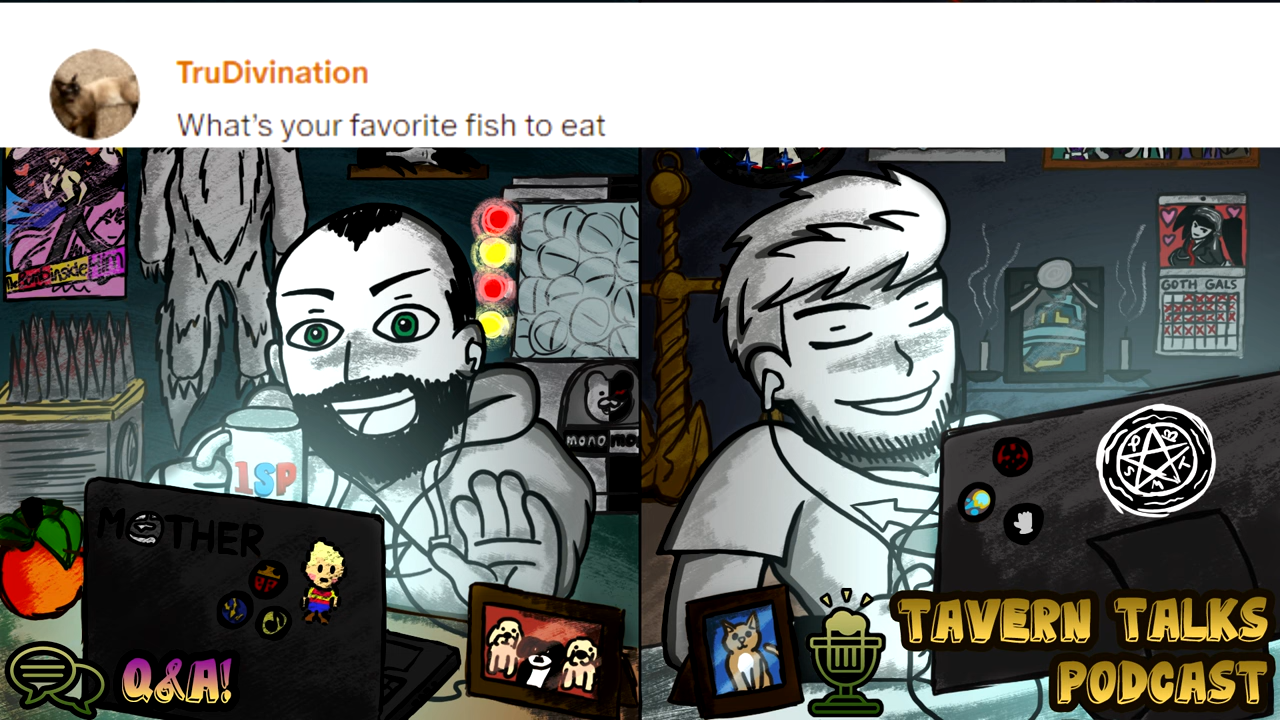 TruDivination
What's your favorite fish to eat
GOTH GALS
1SP
MOTHER
Q&A!
TAVERN TALKS
PODCAST